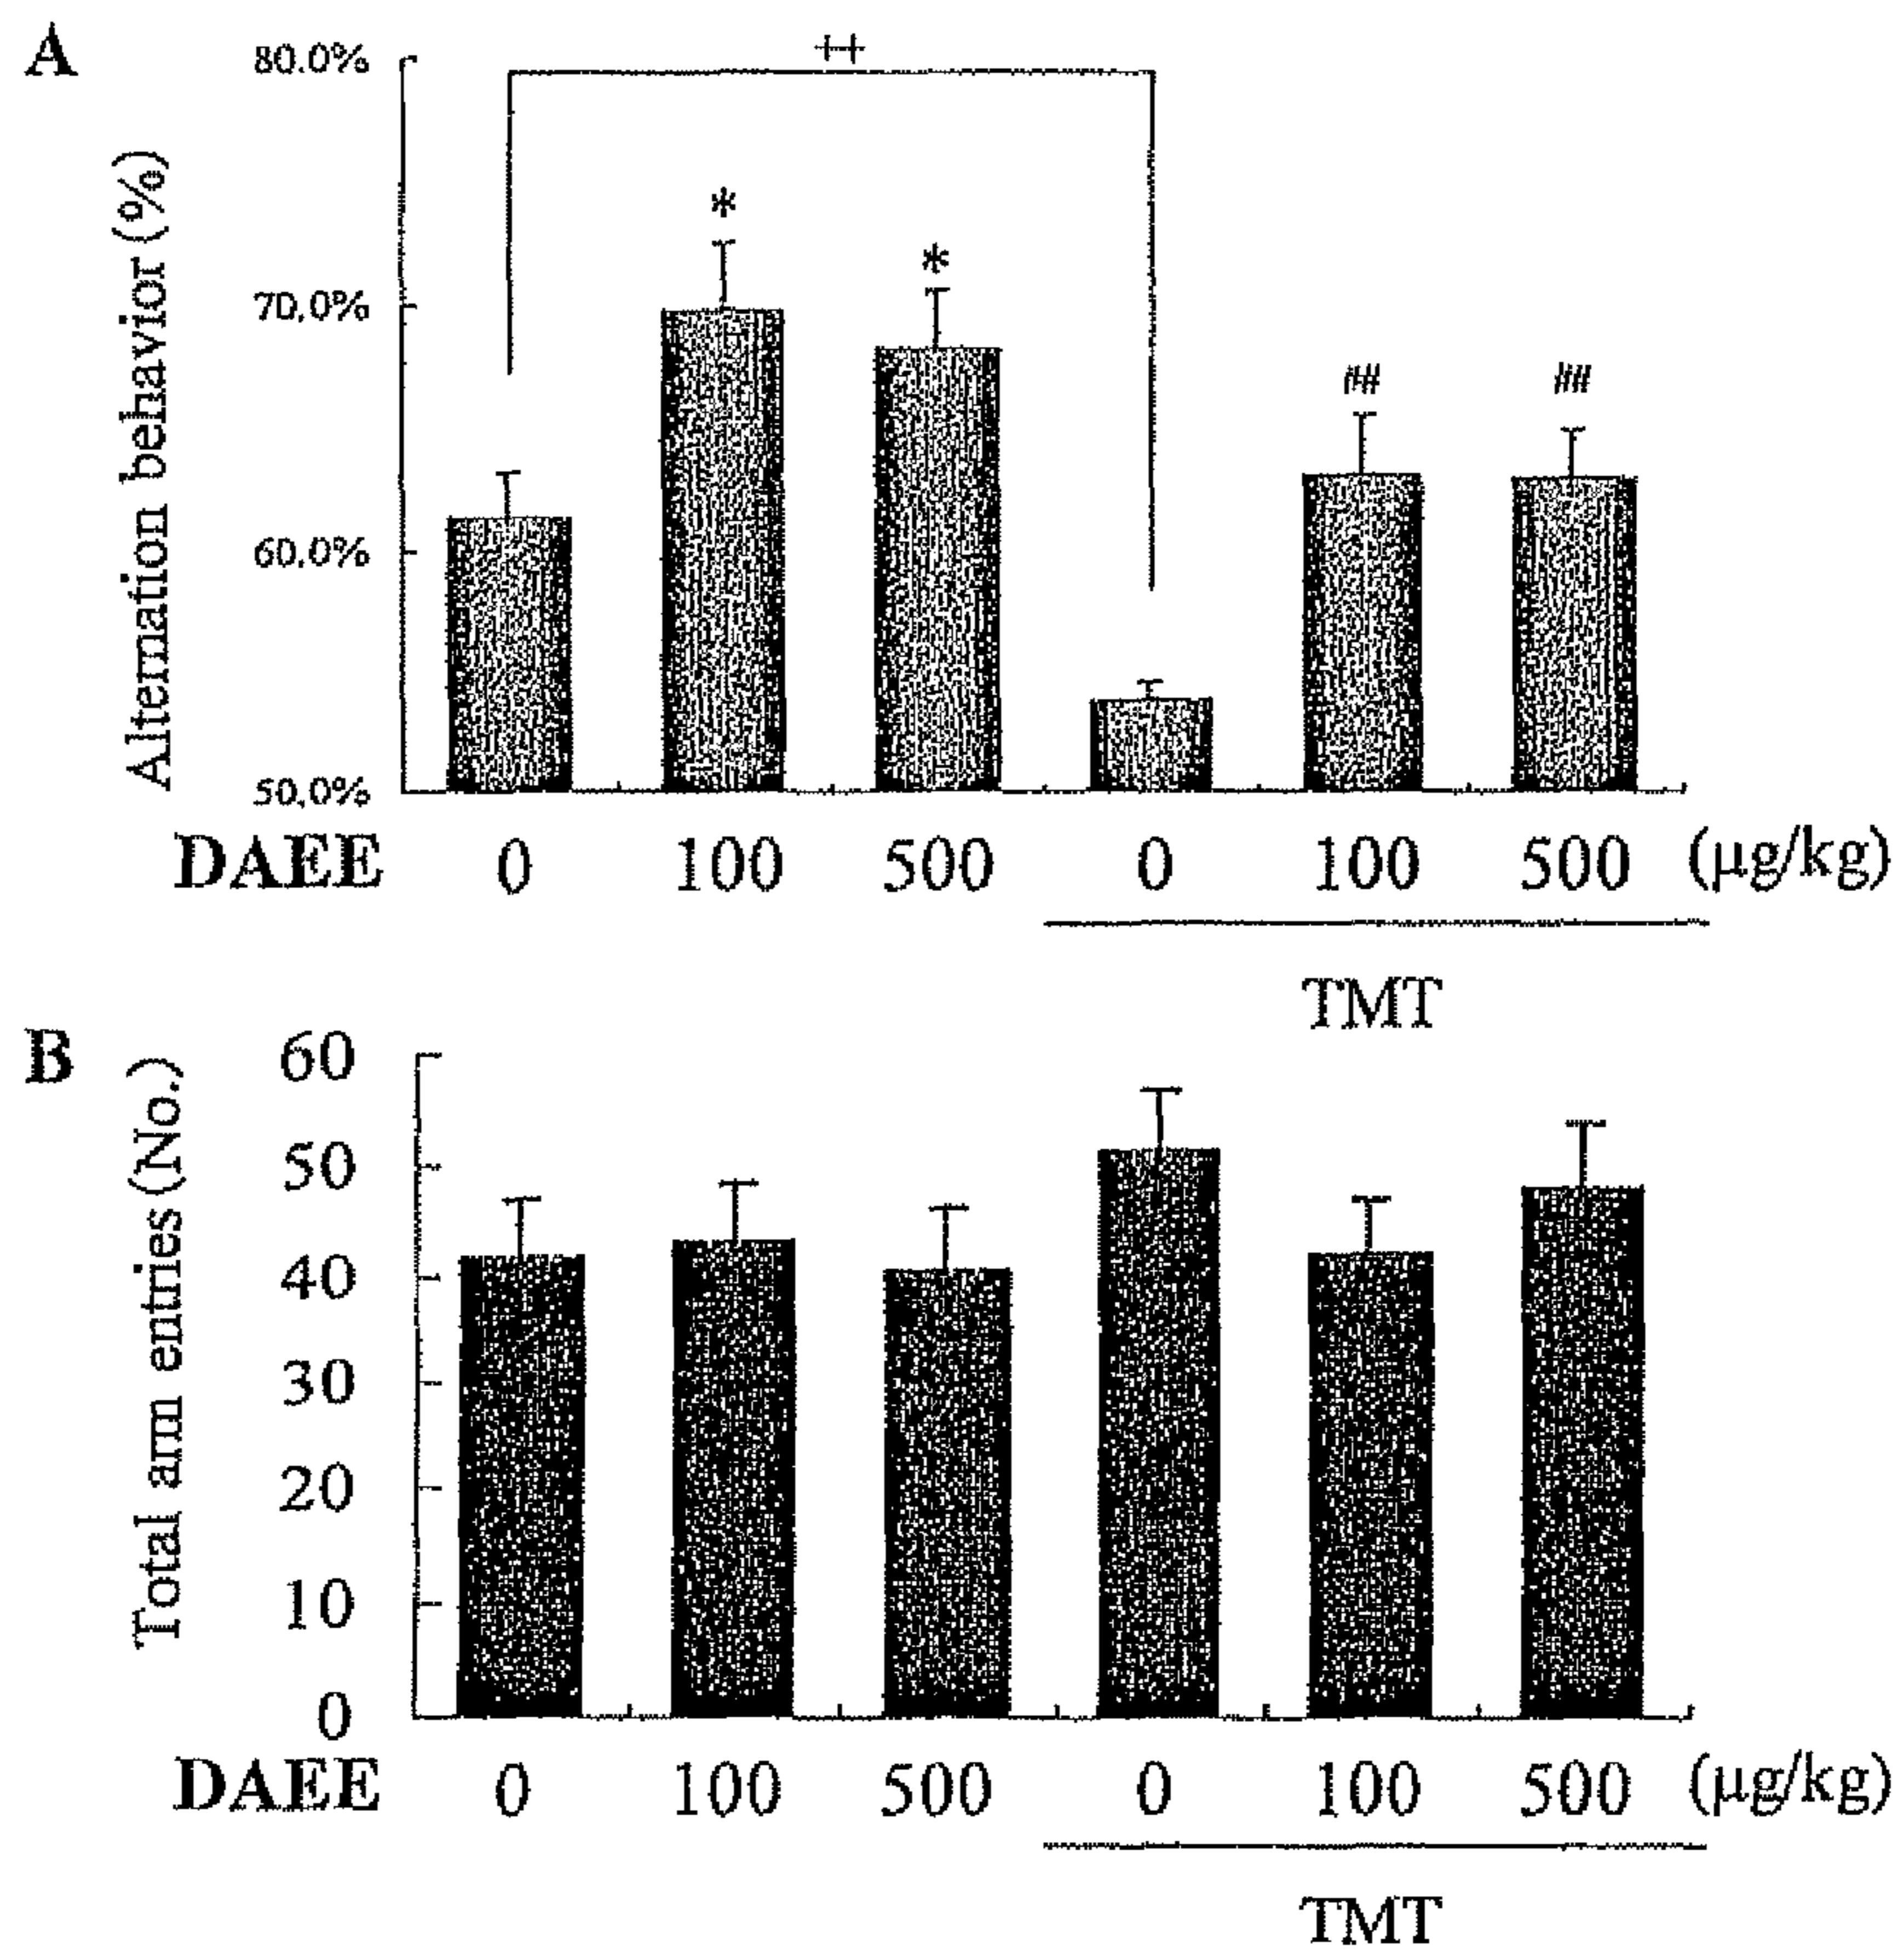 A
++
80.0%
70.0%
60.0%
50.0%
Alternation behavior (%)
*
*
##
##
DAEE 0 100 500 0 100 500 (μg/kg)
TMT
B
60
50
40
30
20
10
0
Total arm entries (No.)
DAEE 0 100 500 0 100 500 (μg/kg)
TMT